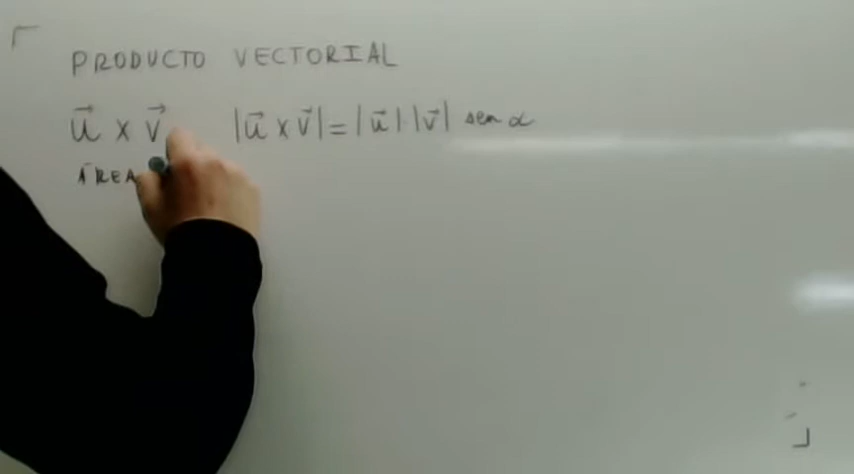 PRODUCTO VECTORIAL
u⃗ x v⃗ |u⃗ x v⃗| = |u⃗| · |v⃗| sen α
ÁREA